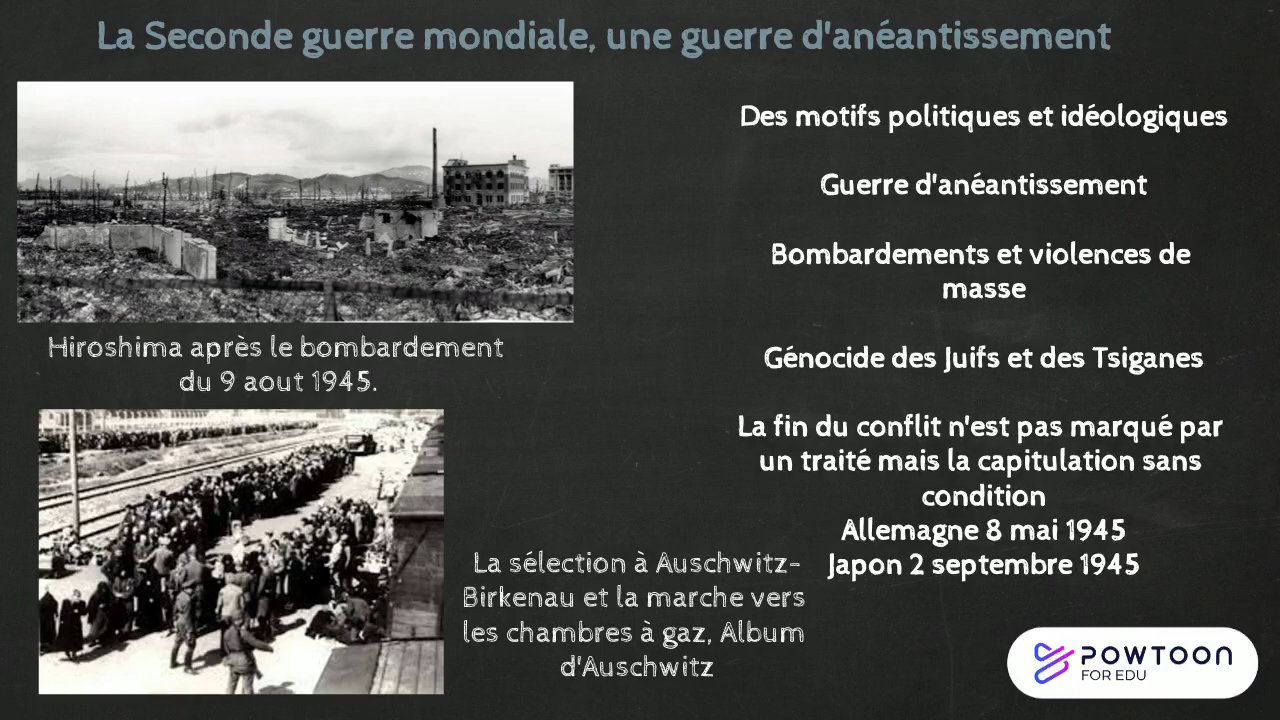 La Seconde guerre mondiale, une guerre d'anéantissement
Hiroshima après le bombardement
du 9 aout 1945.
La sélection à Auschwitz-
Birkenau et la marche vers
les chambres à gaz, Album
d'Auschwitz
Des motifs politiques et idéologiques
Guerre d'anéantissement
Bombardements et violences de
masse
Génocide des Juifs et des Tsiganes
La fin du conflit n'est pas marqué par
un traité mais la capitulation sans
condition
Allemagne 8 mai 1945
Japon 2 septembre 1945
POWTOON
FOR EDU